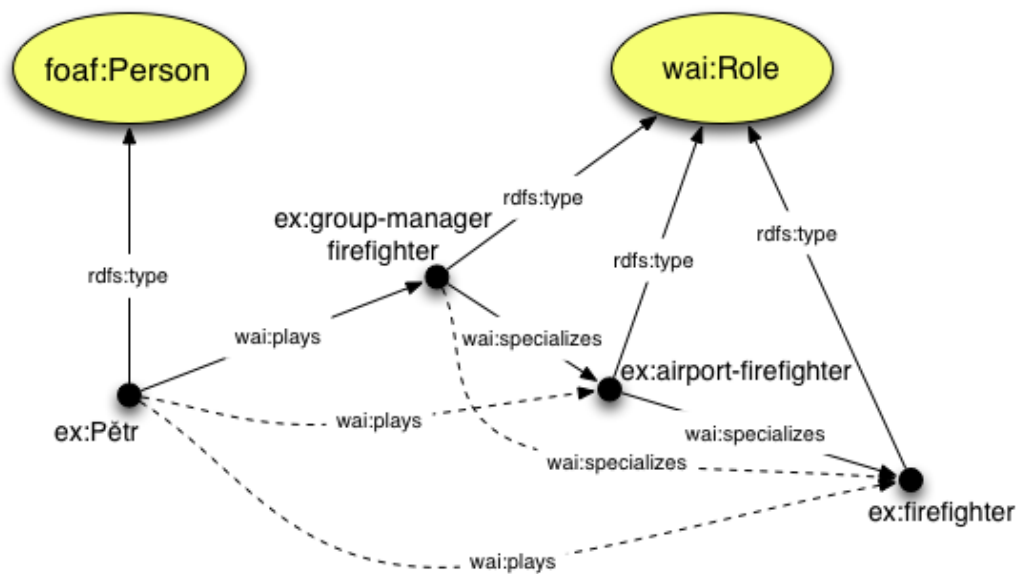 foaf:Person
wai:Role
rdfs:type
ex:group-manager
firefighter
rdfs:type
rdfs:type
rdfs:type
wai:plays
wai:specializes
ex:airport-firefighter
wai:plays
ex:Pětr
wai:specializes
wai:specializes
ex:firefighter
wai:plays